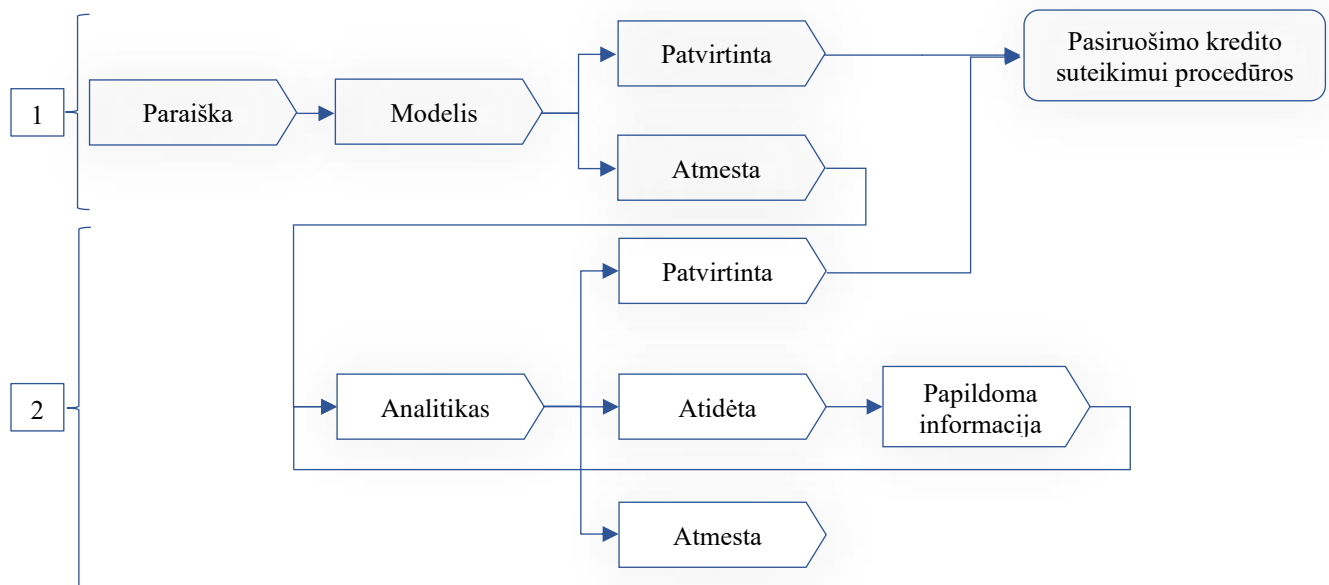 Patvirtinta
Pasiruošimo kredito
suteikimui procedūros
1
Paraiška
Modelis
Atmesta
Patvirtinta
2
Analitikas
Atidėta
Papildoma
informacija
Atmesta